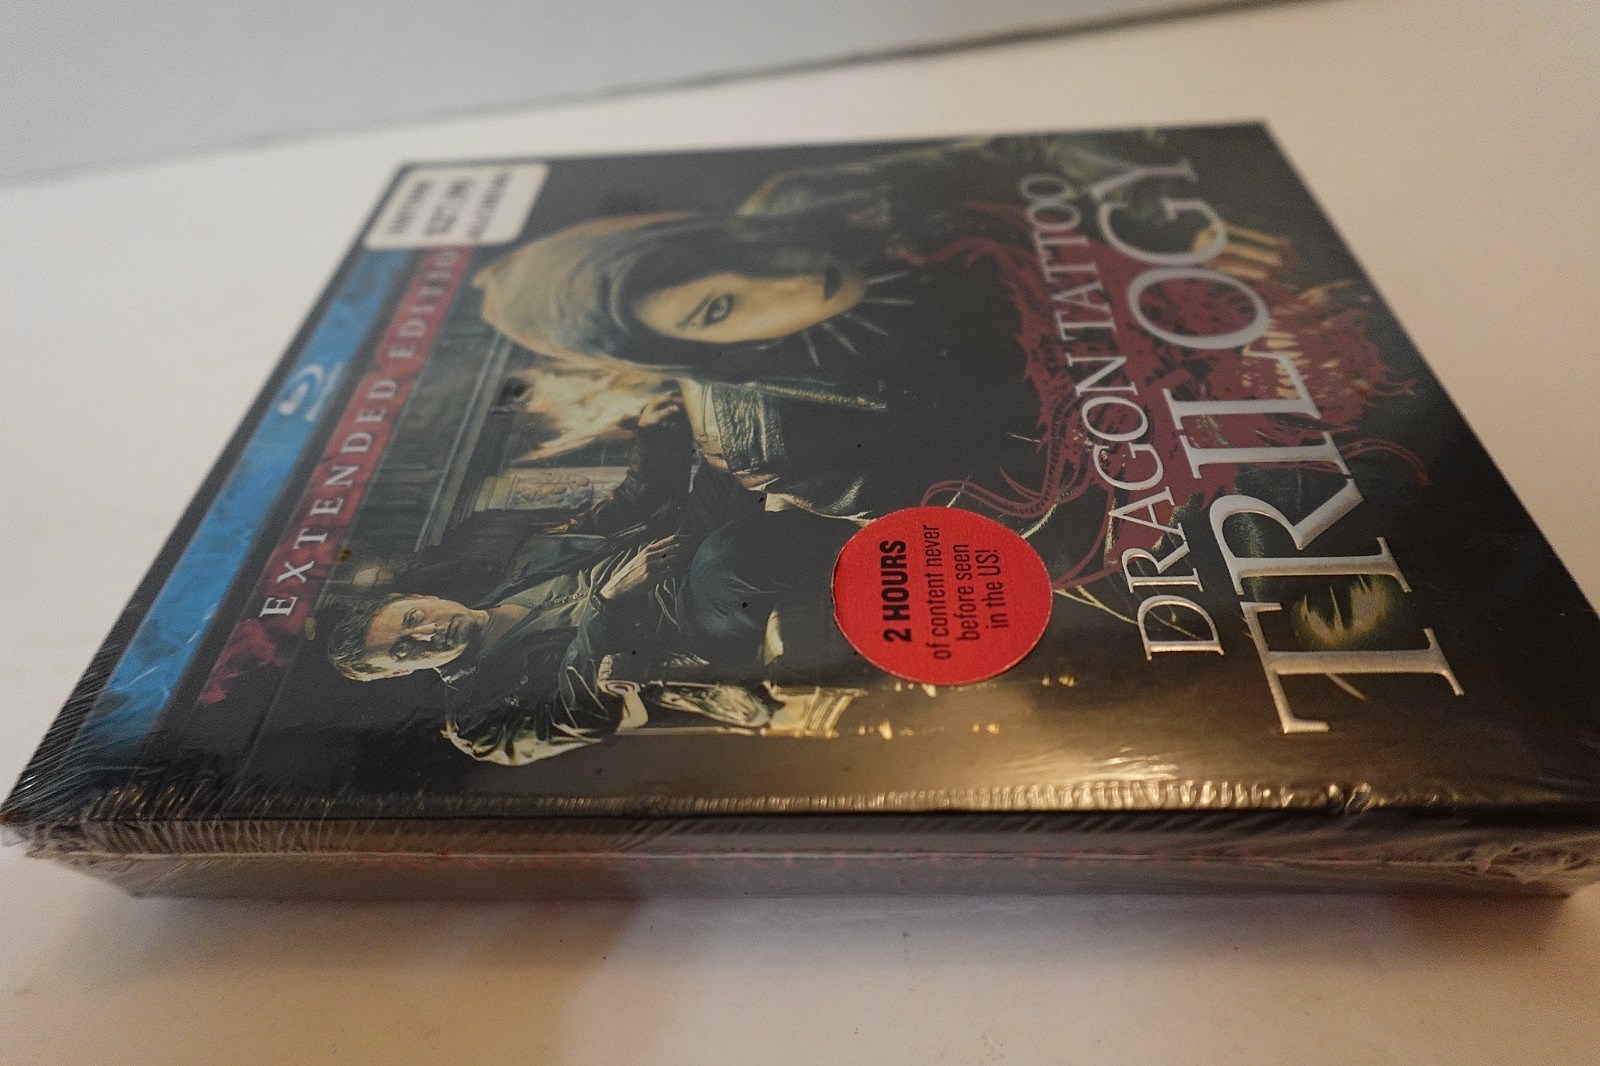 EXTENDED EDITION
2 HOURS
of content never
before seen
in the US!
DRAGON TATTOO
TRILOGY